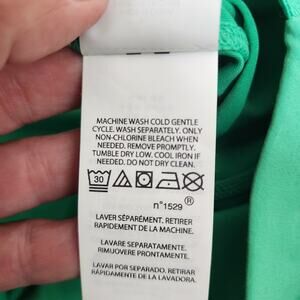 MACHINE WASH COLD GENTLE
CYCLE. WASH SEPARATELY. ONLY
NON-CHLORINE BLEACH WHEN
NEEDED. REMOVE PROMPTLY.
TUMBLE DRY LOW. COOL IRON IF
NEEDED. DO NOT DRY CLEAN.
30
n°1529®
LAVER SÉPARÉMENT. RETIRER
RAPIDEMENT DE LA MACHINE.
LAVARE SEPARATAMENTE.
RIMUOVERE PRONTAMENTE.
LAVAR POR SEPARADO. RETIRAR
RÁPIDAMENTE DE LA LAVADORA.